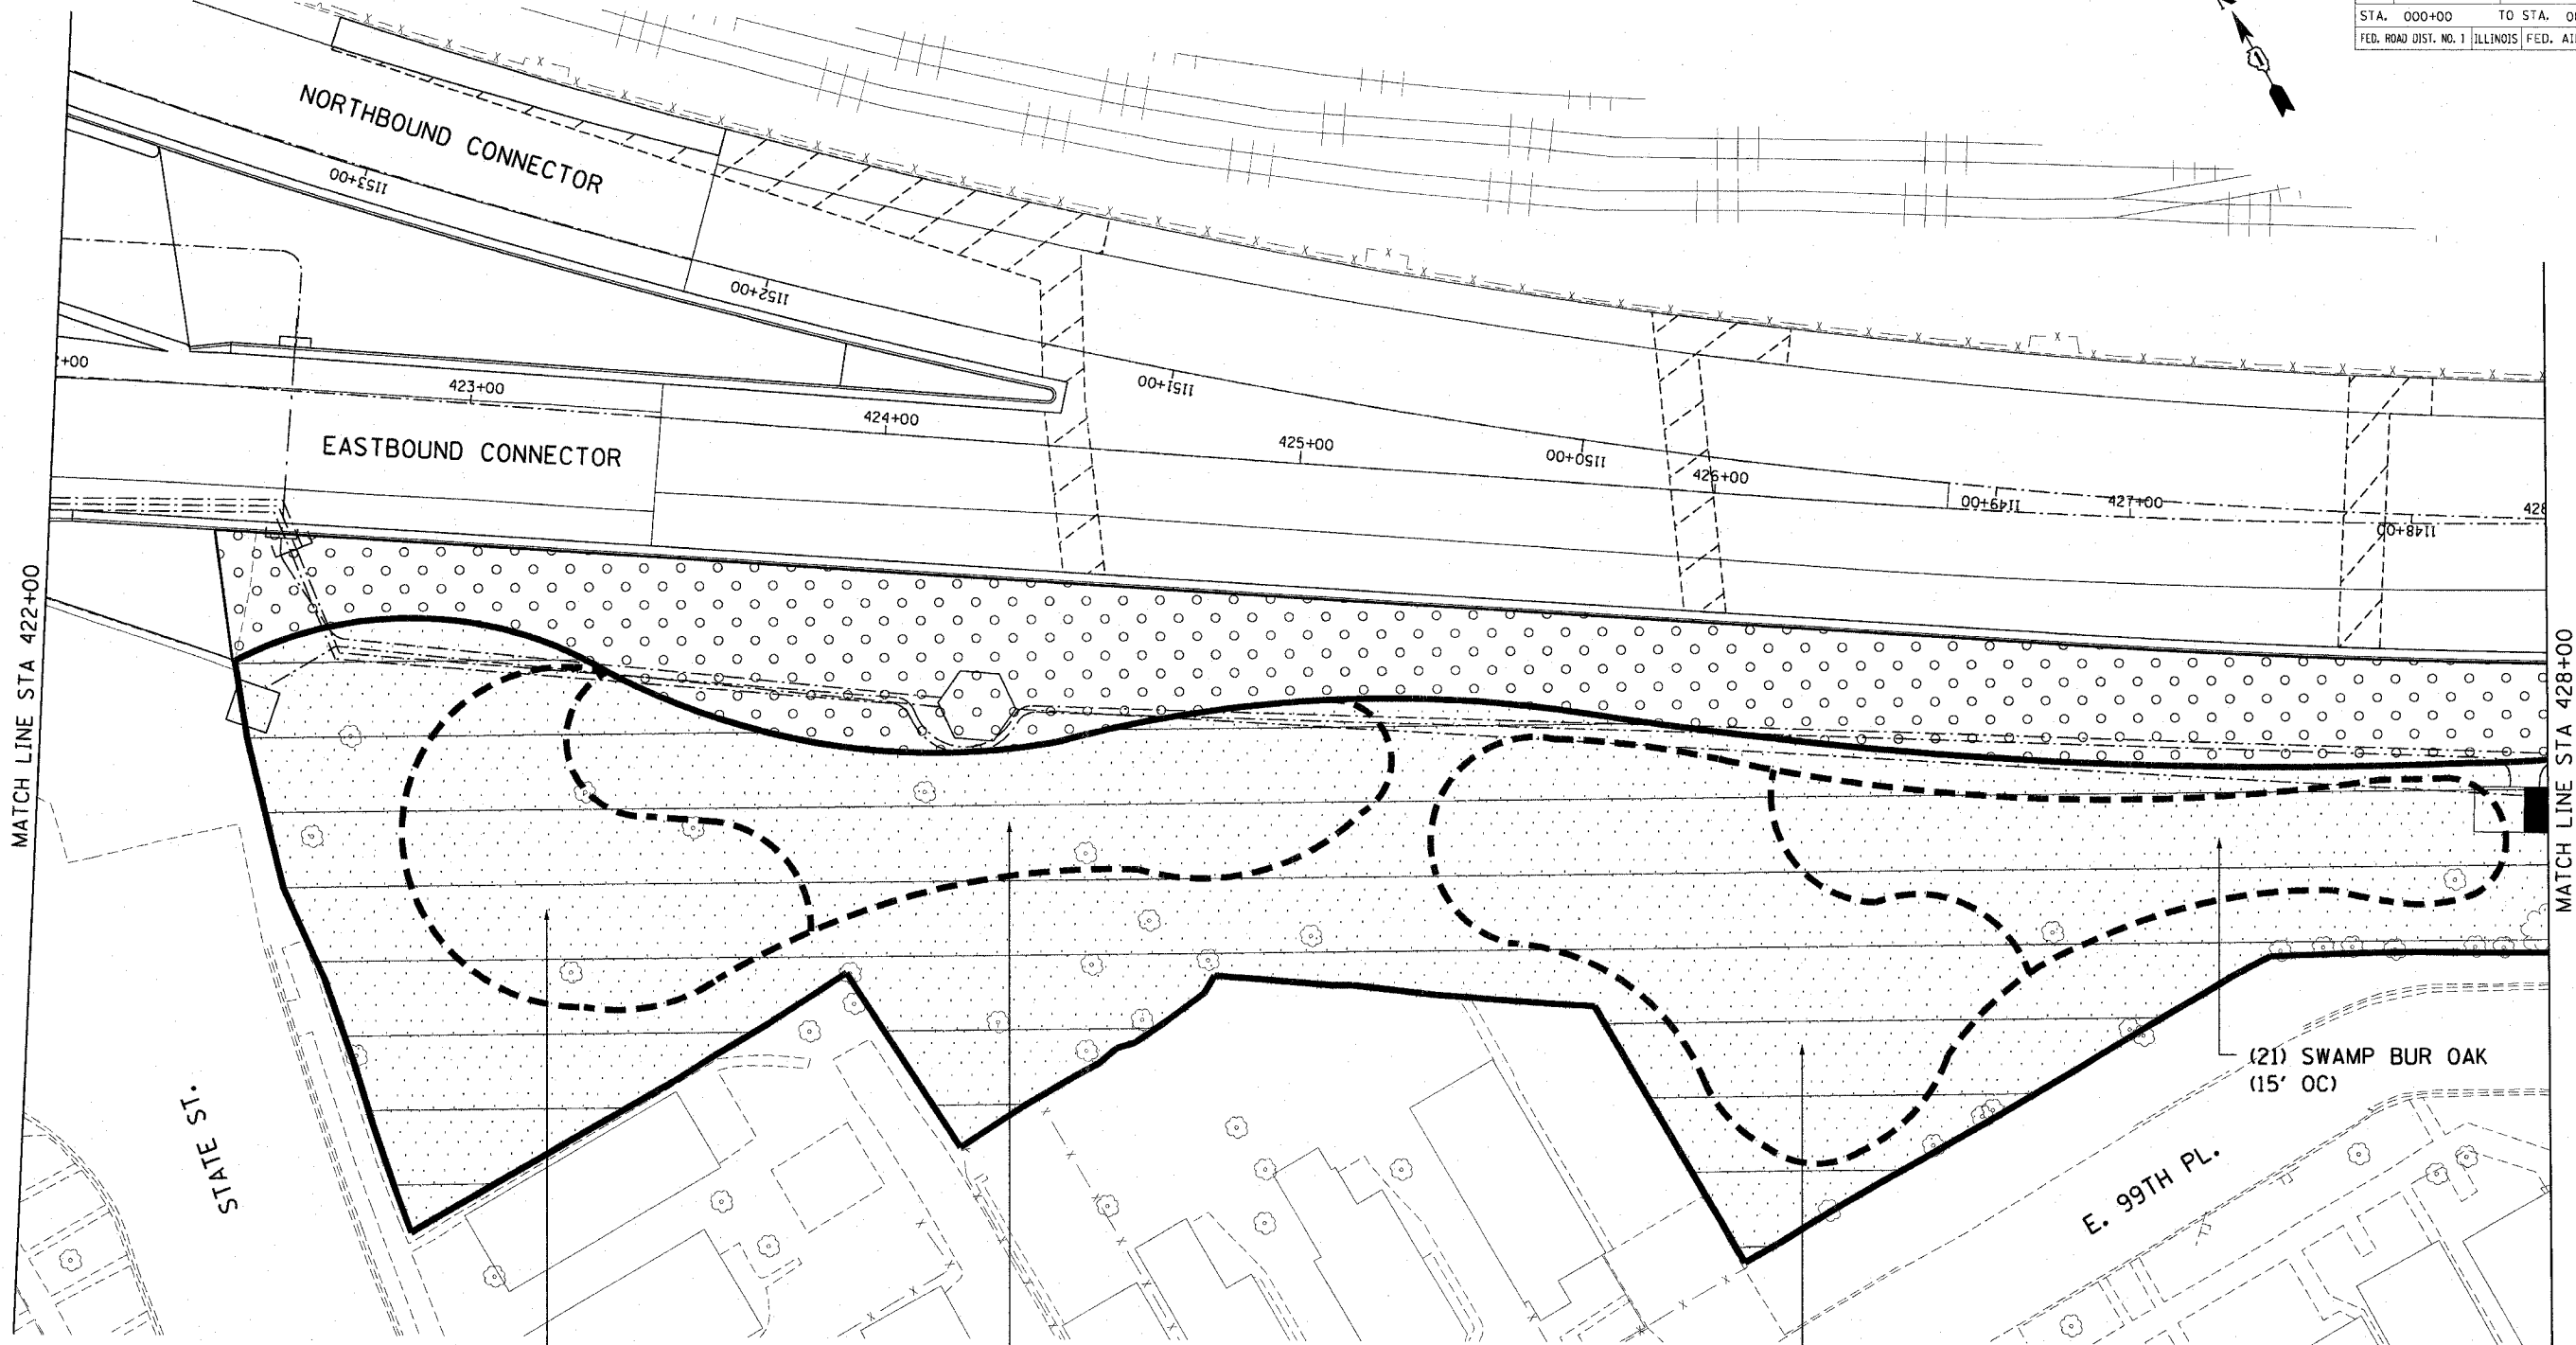 STA. 000+00 TO STA.
FED. ROAD DIST. NO. 1 ILLINOIS FED.
N
1
NORTHBOUND CONNECTOR
1153+00
1152+00
1151+00
1150+00
1149+00
1148+00
+00
423+00
424+00
425+00
426+00
427+00
428
EASTBOUND CONNECTOR
MATCH LINE STA 422+00
MATCH LINE STA 428+00
STATE ST.
(21) SWAMP BUR OAK
(15' OC)
E. 99TH PL.